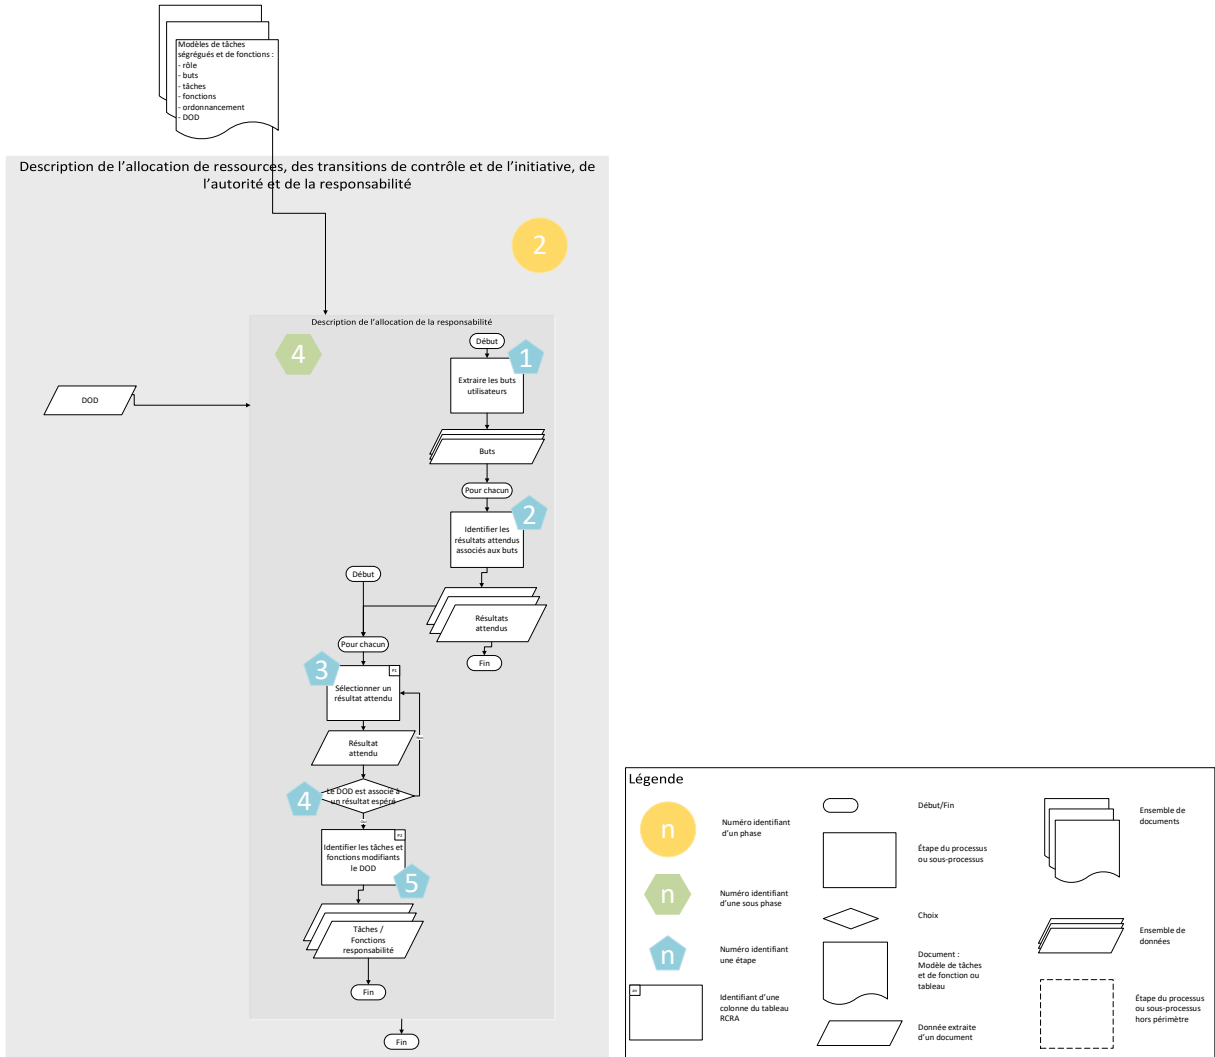 Modèles de tâches
ségrégués et de fonctions :
- rôle
- buts
- tâches
- fonctions
- ordonnancement
- DOD
Description de l’allocation de ressources, des transitions de contrôle et de l’initiative, de
l’autorité et de la responsabilité
2
Description de l’allocation de la responsabilité
4
Début
1
Extraire les buts
utilisateurs
DOD
Buts
Pour chacun
2
Identifier les
résultats attendus
associés aux buts
Début
Résultats
attendus
Pour chacun
Fin
3
P1
Sélectionner un
résultat attendu
Résultat
attendu
4
Le DOD est associé à
un résultat espéré
P2
Identifier les tâches et
fonctions modifiants
le DOD
5
Tâches /
Fonctions
responsabilité
Fin
Fin
Légende
n
Numéro identifiant
d’un phase
n
Numéro identifiant
d’une sous phase
n
Numéro identifiant
une étape
Identifiant d’une
colonne du tableau
RCRA
Début/Fin
Étape du processus
ou sous-processus
Choix
Document :
Modèle de tâches
et de fonction ou
tableau
Donnée extraite
d’un document
Ensemble de
documents
Ensemble de
données
Étape du processus
ou sous-processus
hors périmètre